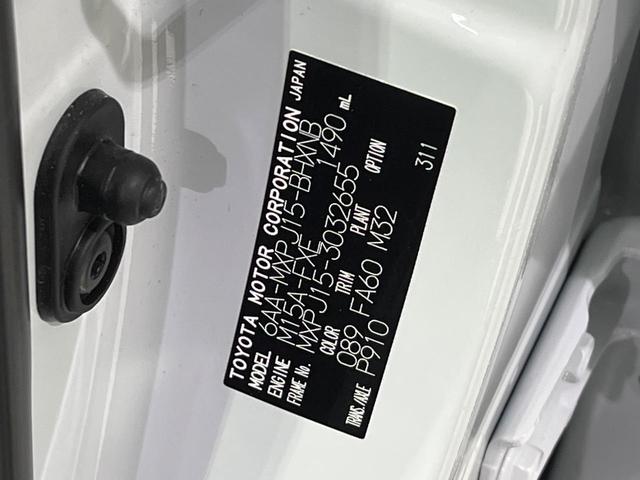 TOYOTA MOTOR CORPORATION JAPAN
MODEL 6AA-MXPJ15-BHXNB
ENGINE M15A-FXE 1490 mL
FRAME No. MXPJ15-3032655
COLOR TRIM PLANT OPTION
089 FA60 M32
TRANS./AXLE P910 311